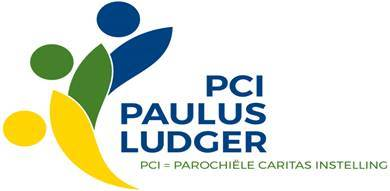 PCI
PAULUS
LUDGER
PCI = PAROCHIËLE CARITAS INSTELLING